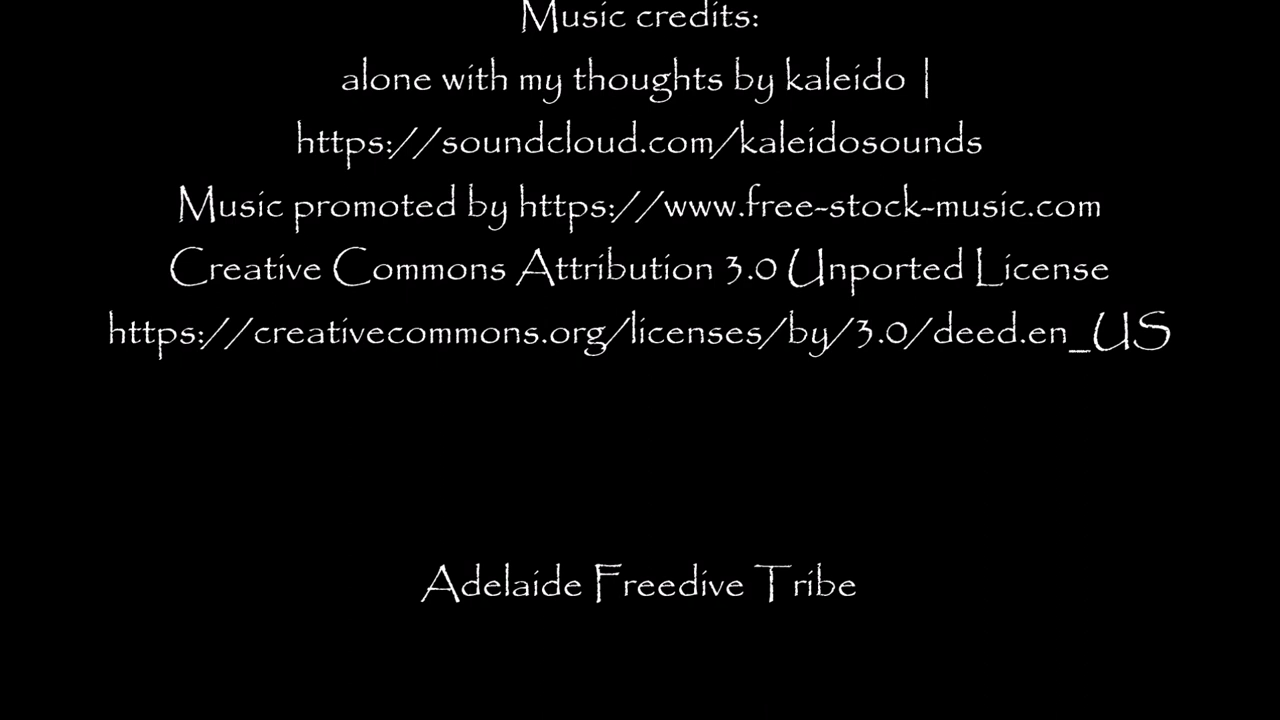 Music credits:
alone with my thoughts by kaleido |
https://soundcloud.com/kaleidosounds
Music promoted by https://www.free-stock-music.com
Creative Commons Attribution 3.0 Unported License
https://creativecommons.org/licenses/by/3.0/deed.en_US
Adelaide Freedive Tribe